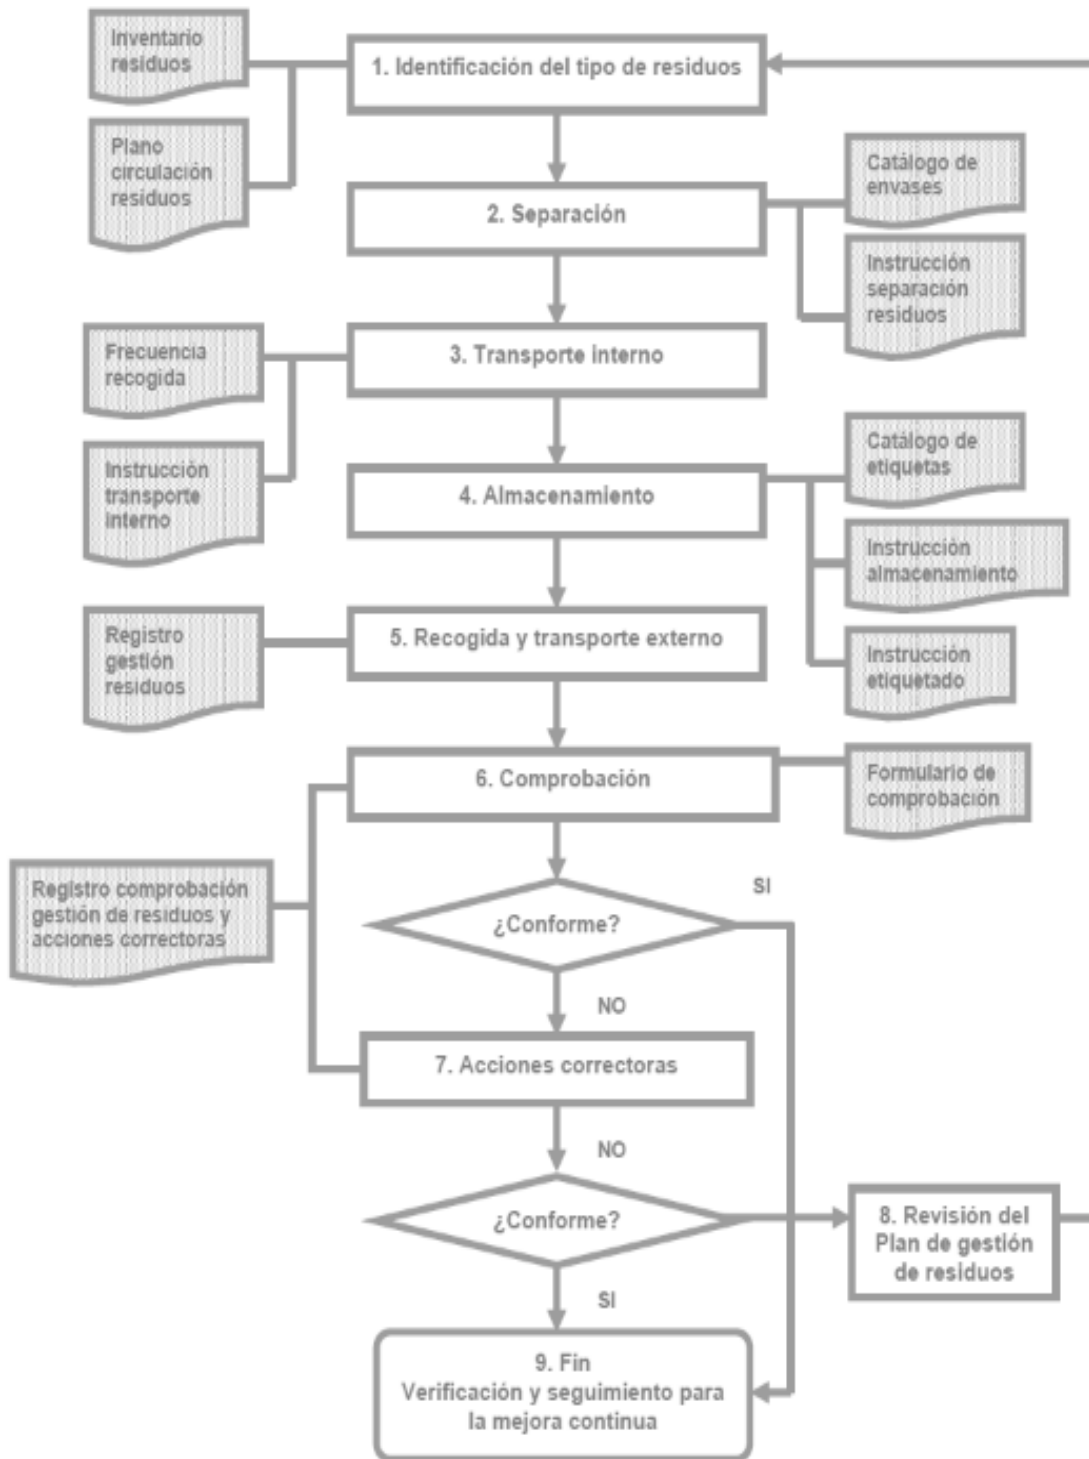 Inventario
residuos
1. Identificación del tipo de residuos
Plano
circulación
residuos
Catálogo de
envases
2. Separación
Instrucción
separación
residuos
Frecuencia
recogida
3. Transporte interno
Instrucción
transporte
interno
Catálogo de
etiquetas
4. Almacenamiento
Instrucción
almacenamiento
Registro
gestión
residuos
5. Recogida y transporte externo
Instrucción
etiquetado
6. Comprobación
Formulario de
comprobación
Registro comprobación
gestión de residuos y
acciones correctoras
SI
¿Conforme?
NO
7. Acciones correctoras
NO
¿Conforme?
8. Revisión del
Plan de gestión
de residuos
SI
9. Fin
Verificación y seguimiento para
la mejora continua